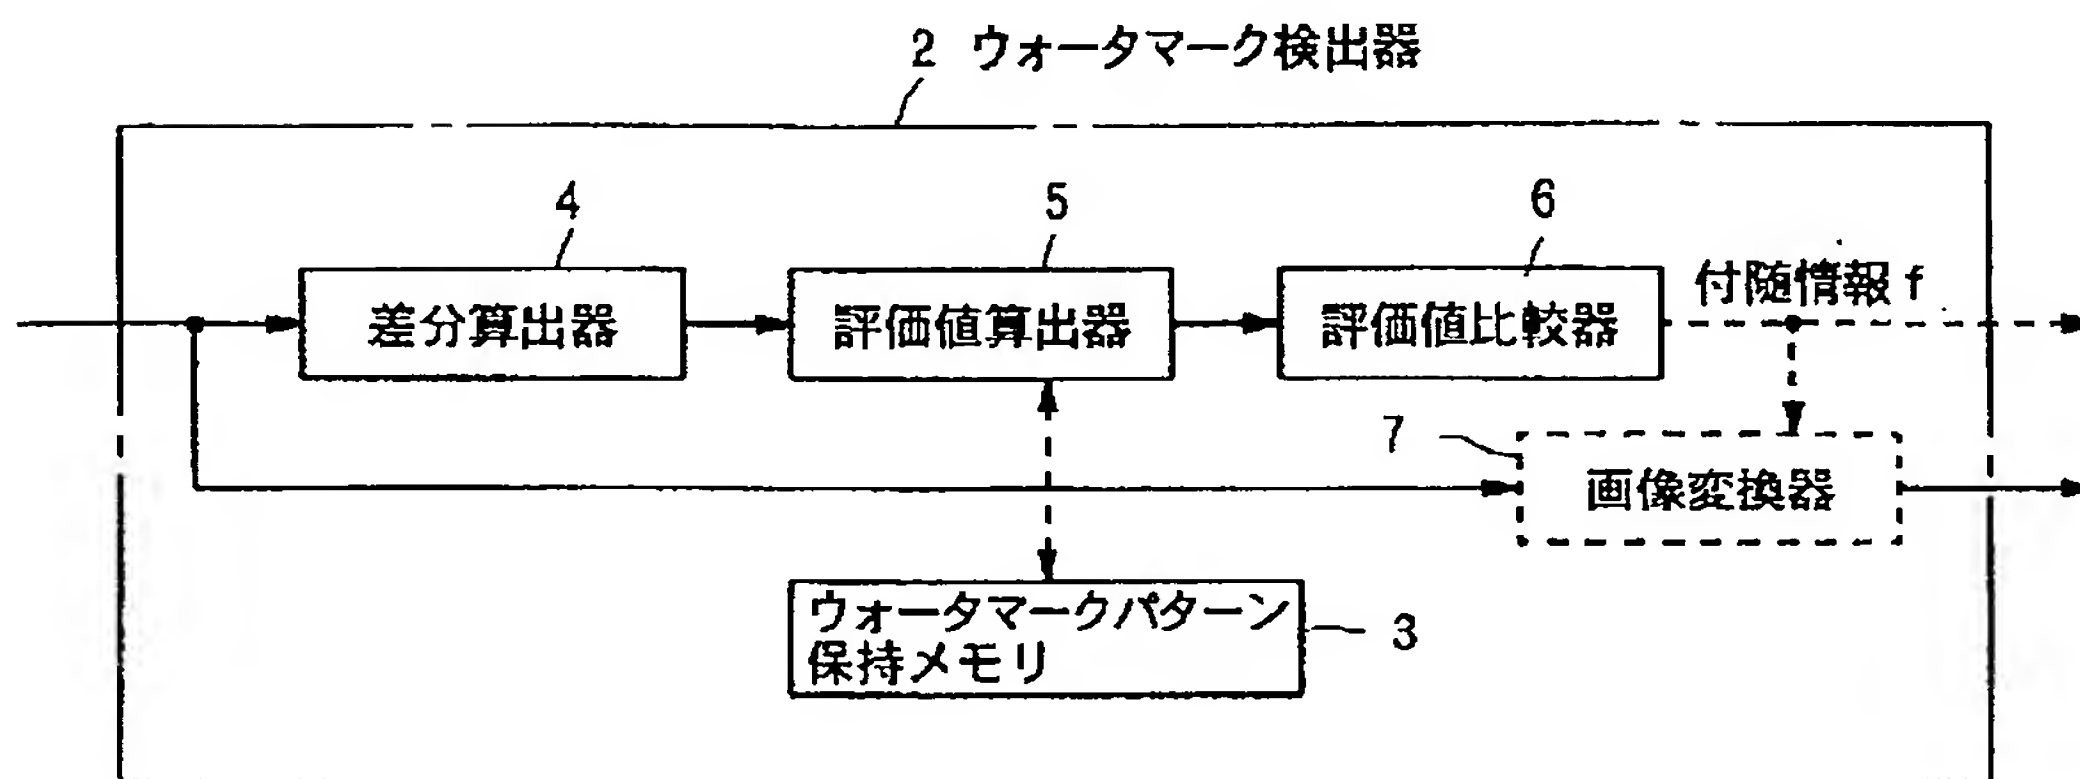 2 ウォータマーク検出器
4
5
6
差分算出器
評価値算出器
評価値比較器
付随情報f
7
画像変換器
ウォータマークパターン
保持メモリ
3